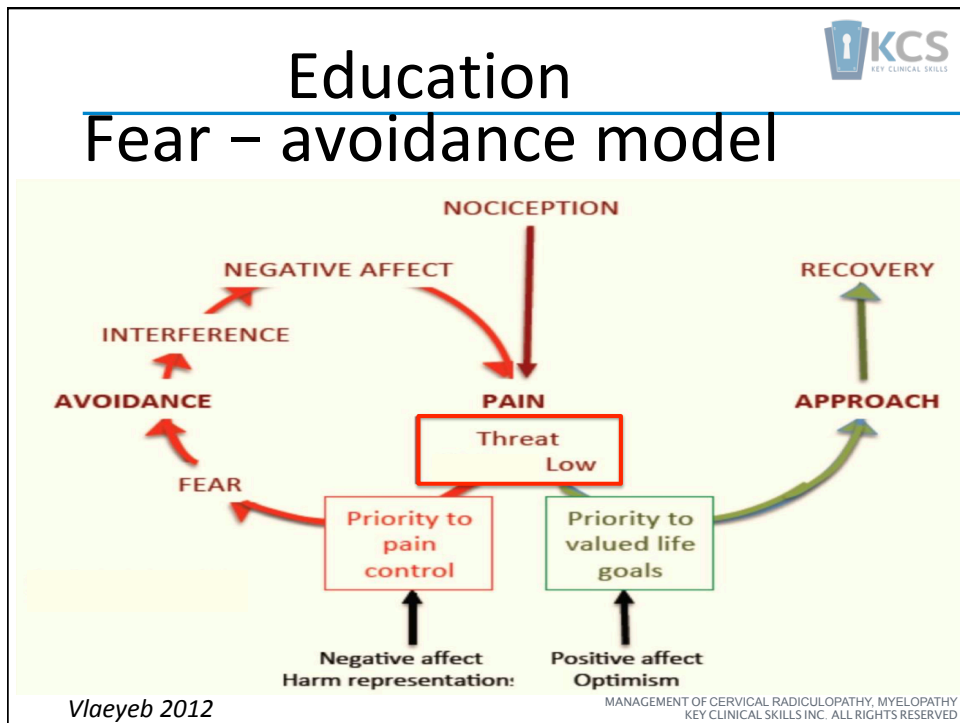 KCS
KEY CLINICAL SKILLS
Education
Fear – avoidance model
NOCICEPTION
NEGATIVE AFFECT
RECOVERY
INTERFERENCE
AVOIDANCE
PAIN
APPROACH
Threat
Low
FEAR
Priority to
pain
control
Priority to
valued life
goals
Negative affect
Harm representation:
Positive affect
Optimism
Vlaeyeb 2012
MANAGEMENT OF CERVICAL RADICULOPATHY, MYELOPATHY
KEY CLINICAL SKILLS INC. ALL RIGHTS RESERVED